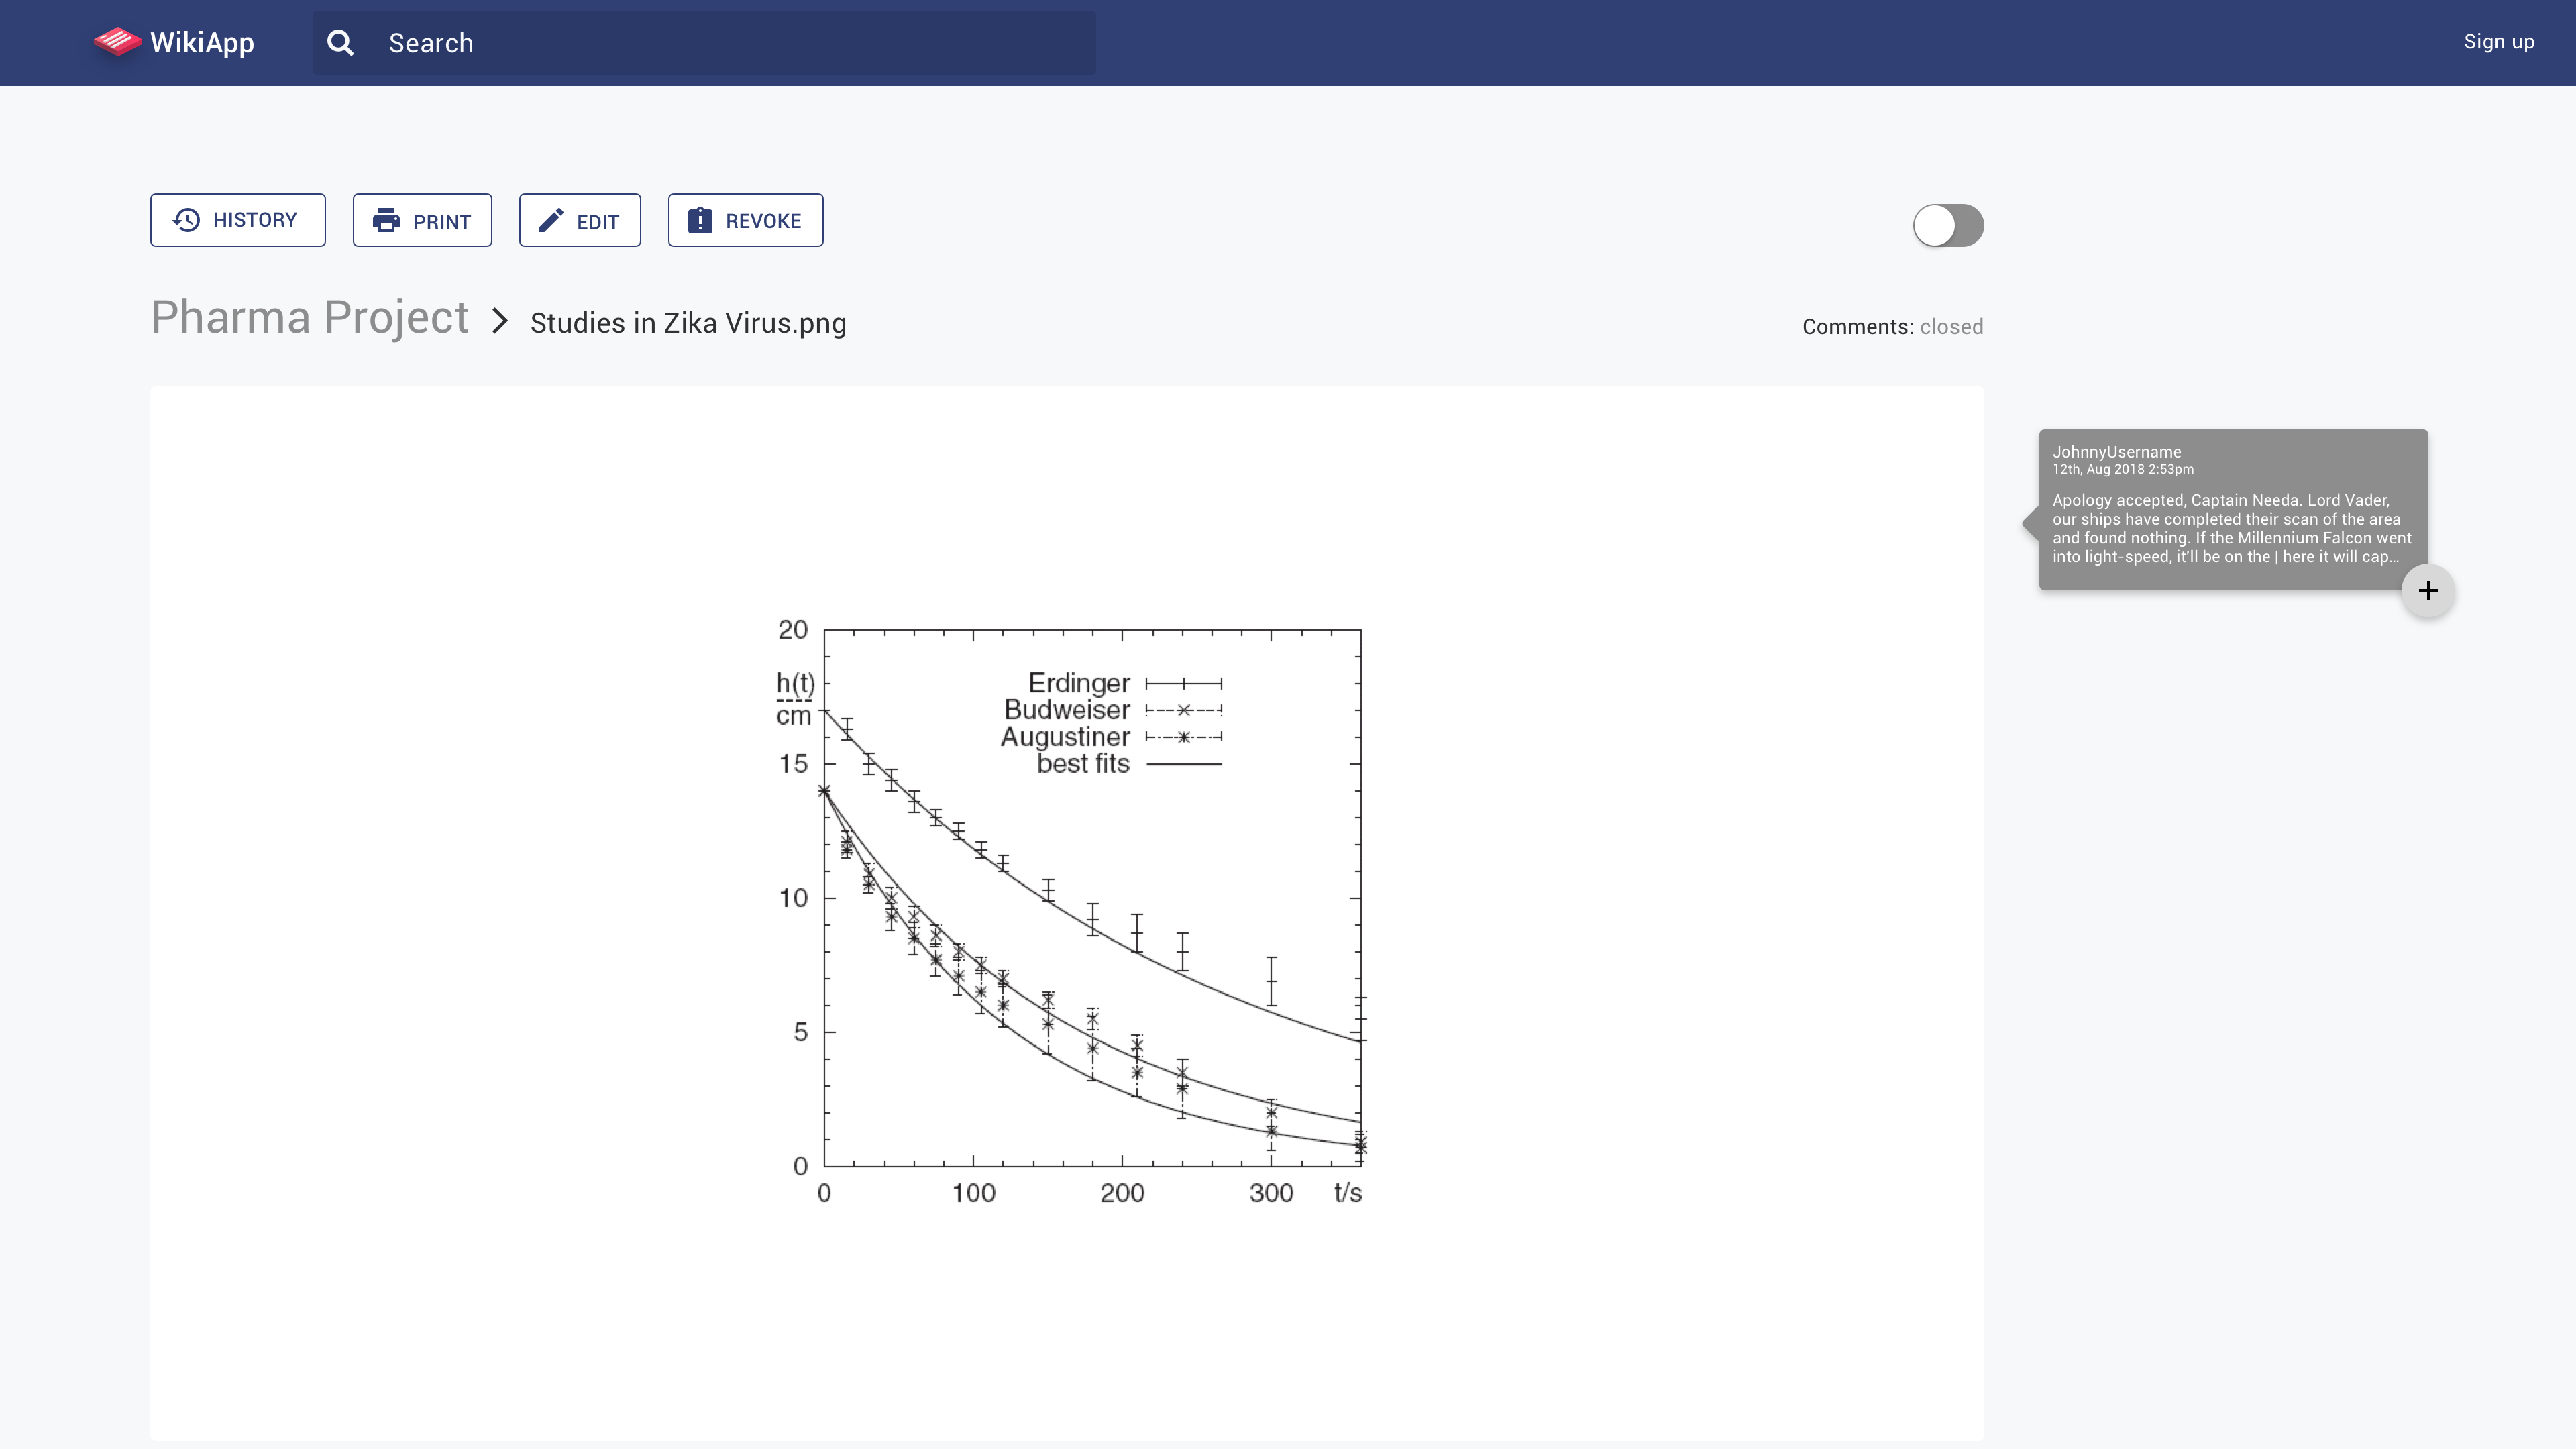 WikiApp
Search
Sign up
HISTORY
PRINT
EDIT
REVOKE
Pharma Project
Studies in Zika Virus.png
Comments: closed
JohnnyUsername
12th, Aug 2018 2:53pm
Apology accepted, Captain Needa. Lord Vader,
our ships have completed their scan of the area
and found nothing. If the Millennium Falcon went
into light-speed, it'll be on the | here it will cap...
20
h(t)
cm
15
10
5
0
Erdinger
Budweiser
Augustiner
best fits
0
100
200
300
t/s